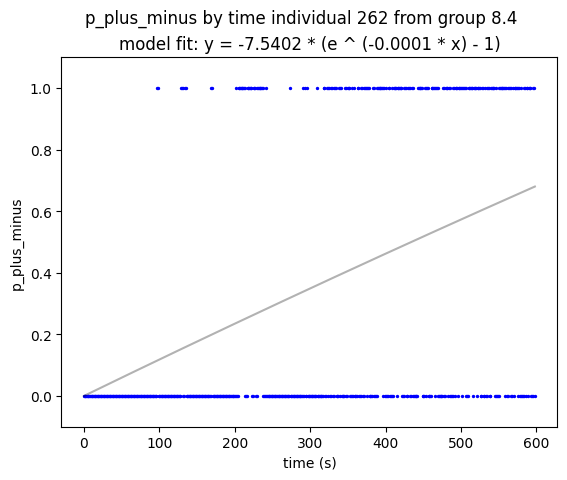 p_plus_minus by time individual 262 from group 8.4
model fit: y = -7.5402 * (e ^ (-0.0001 * x) - 1)
1.0
0.8
0.6
0.4
0.2
0.0
p_plus_minus
0 100 200 300 400 500 600
time (s)